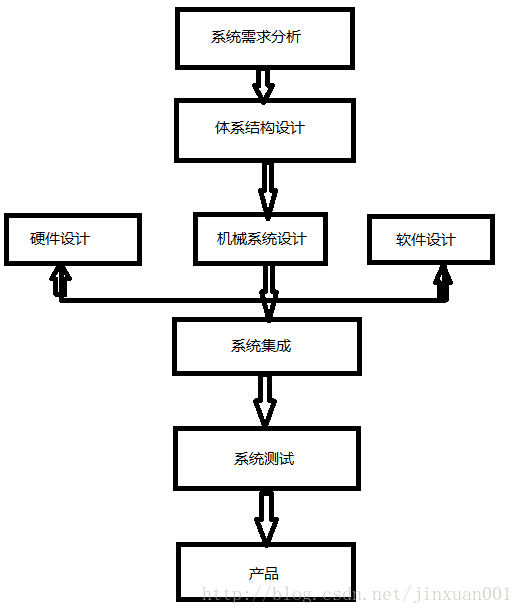 系统需求分析
体系结构设计
硬件设计
机械系统设计
软件设计
系统集成
系统测试
产品
http://blog.csdn.net/jinxuan001